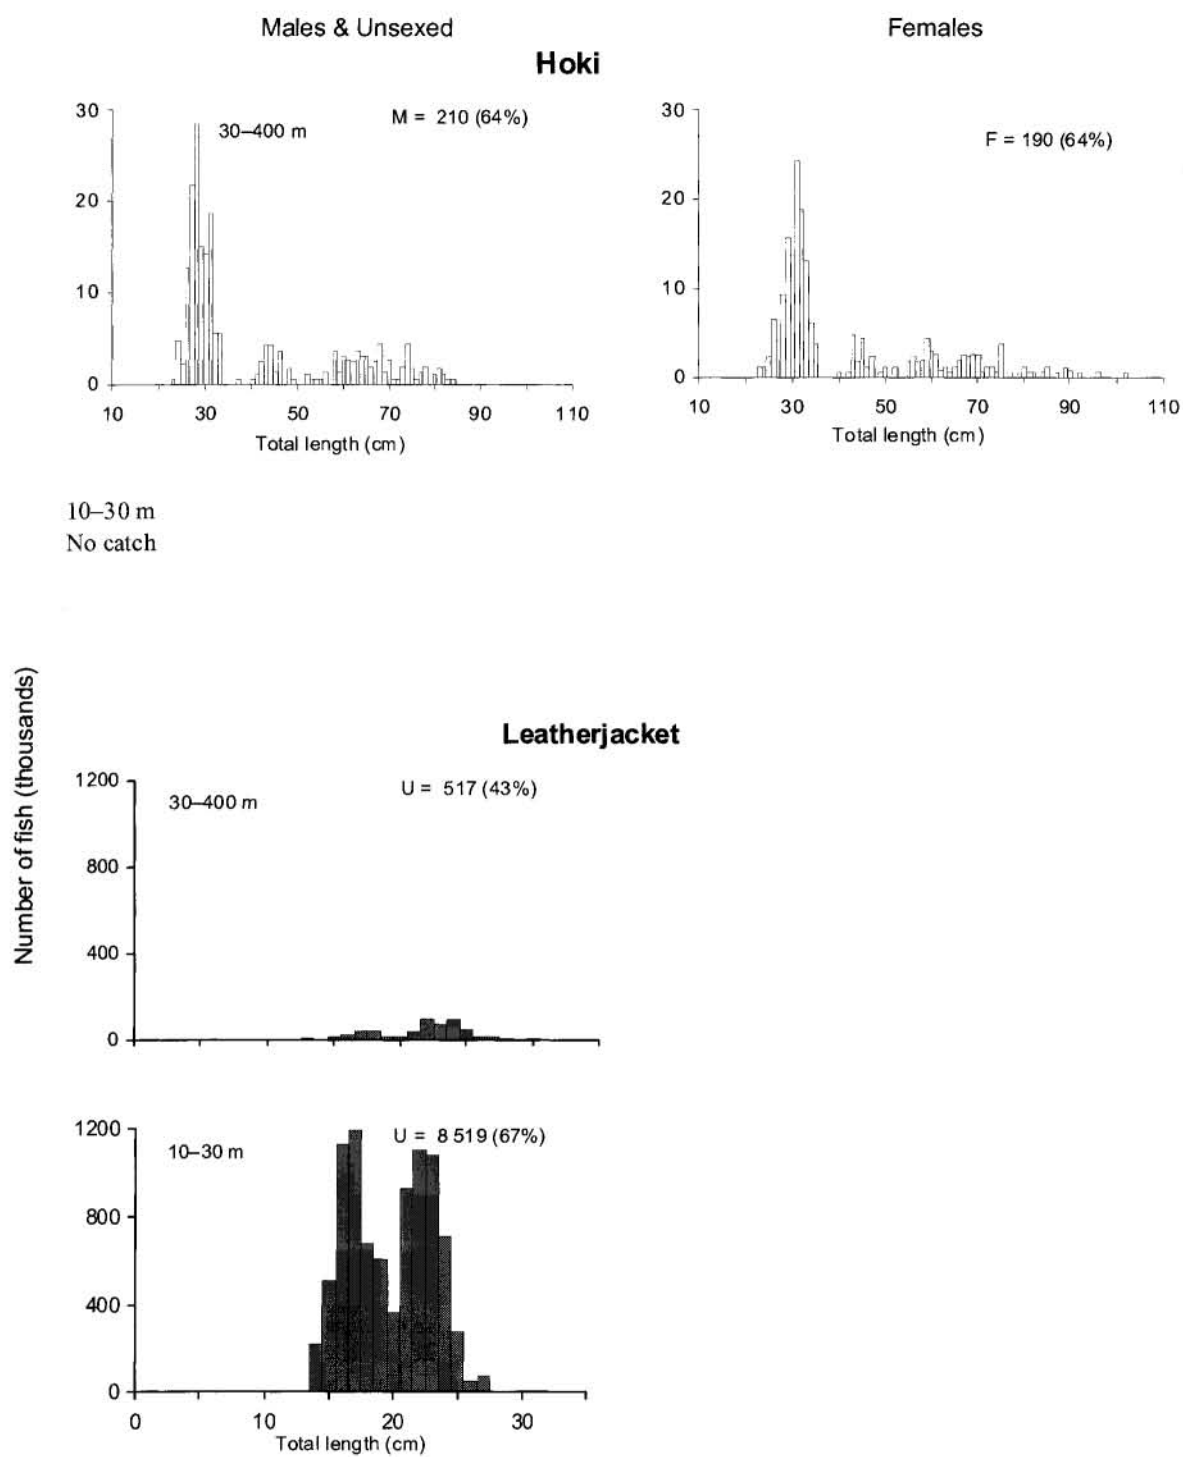 Males & Unsexed
Females
Hoki
30
20
10
0
30–400 m
M = 210 (64%)
10 30 50 70 90 110
Total length (cm)
30
20
10
0
F = 190 (64%)
10 30 50 70 90 110
Total length (cm)
10–30 m
No catch
Number of fish (thousands)
Leatherjacket
1200
800
400
0
30–400 m
U = 517 (43%)
1200
800
400
0
10–30 m
U = 8 519 (67%)
0 10 20 30
Total length (cm)